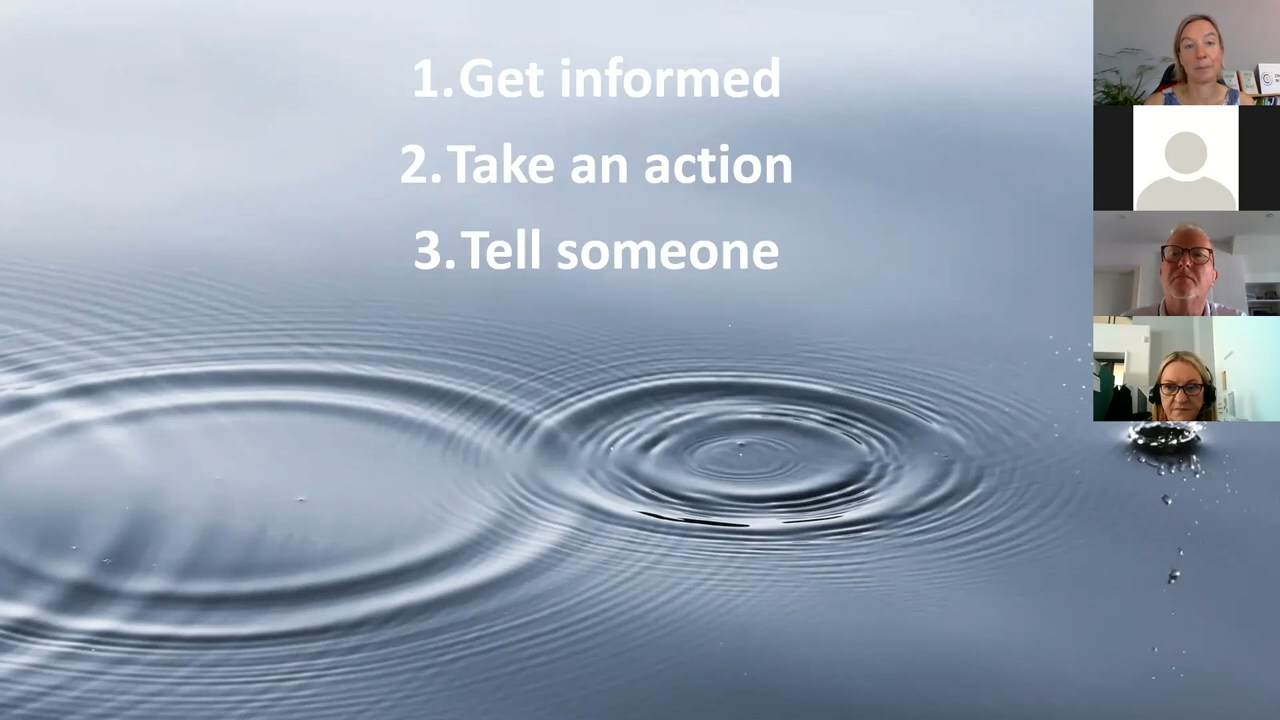 1. Get informed
2. Take an action
3. Tell someone